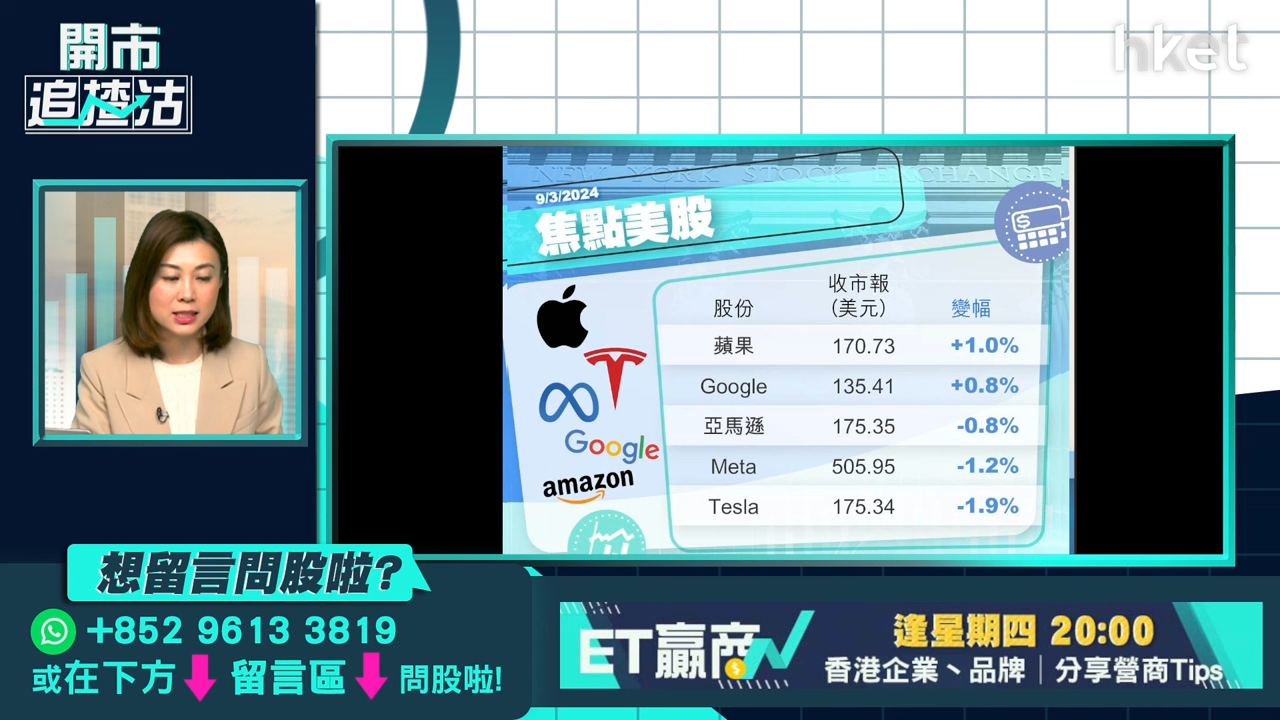 開市
追揸沽
hket
NEW YORK STOCK EXCHANGE
9/3/2024
焦點美股
股份 收市報(美元) 變幅
蘋果 170.73 +1.0%
Google 135.41 +0.8%
亞馬遜 175.35 -0.8%
Meta 505.95 -1.2%
Tesla 175.34 -1.9%
Google
amazon
想留言問股啦?
+852 9613 3819
或在下方 留言區 問股啦!
ET贏商
逢星期四 20:00
香港企業、品牌｜分享營商Tips